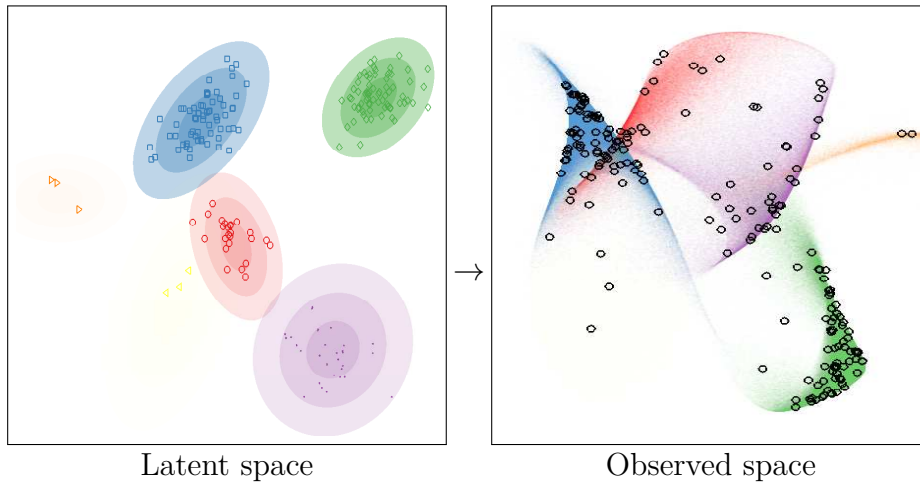 →
Latent space
Observed space